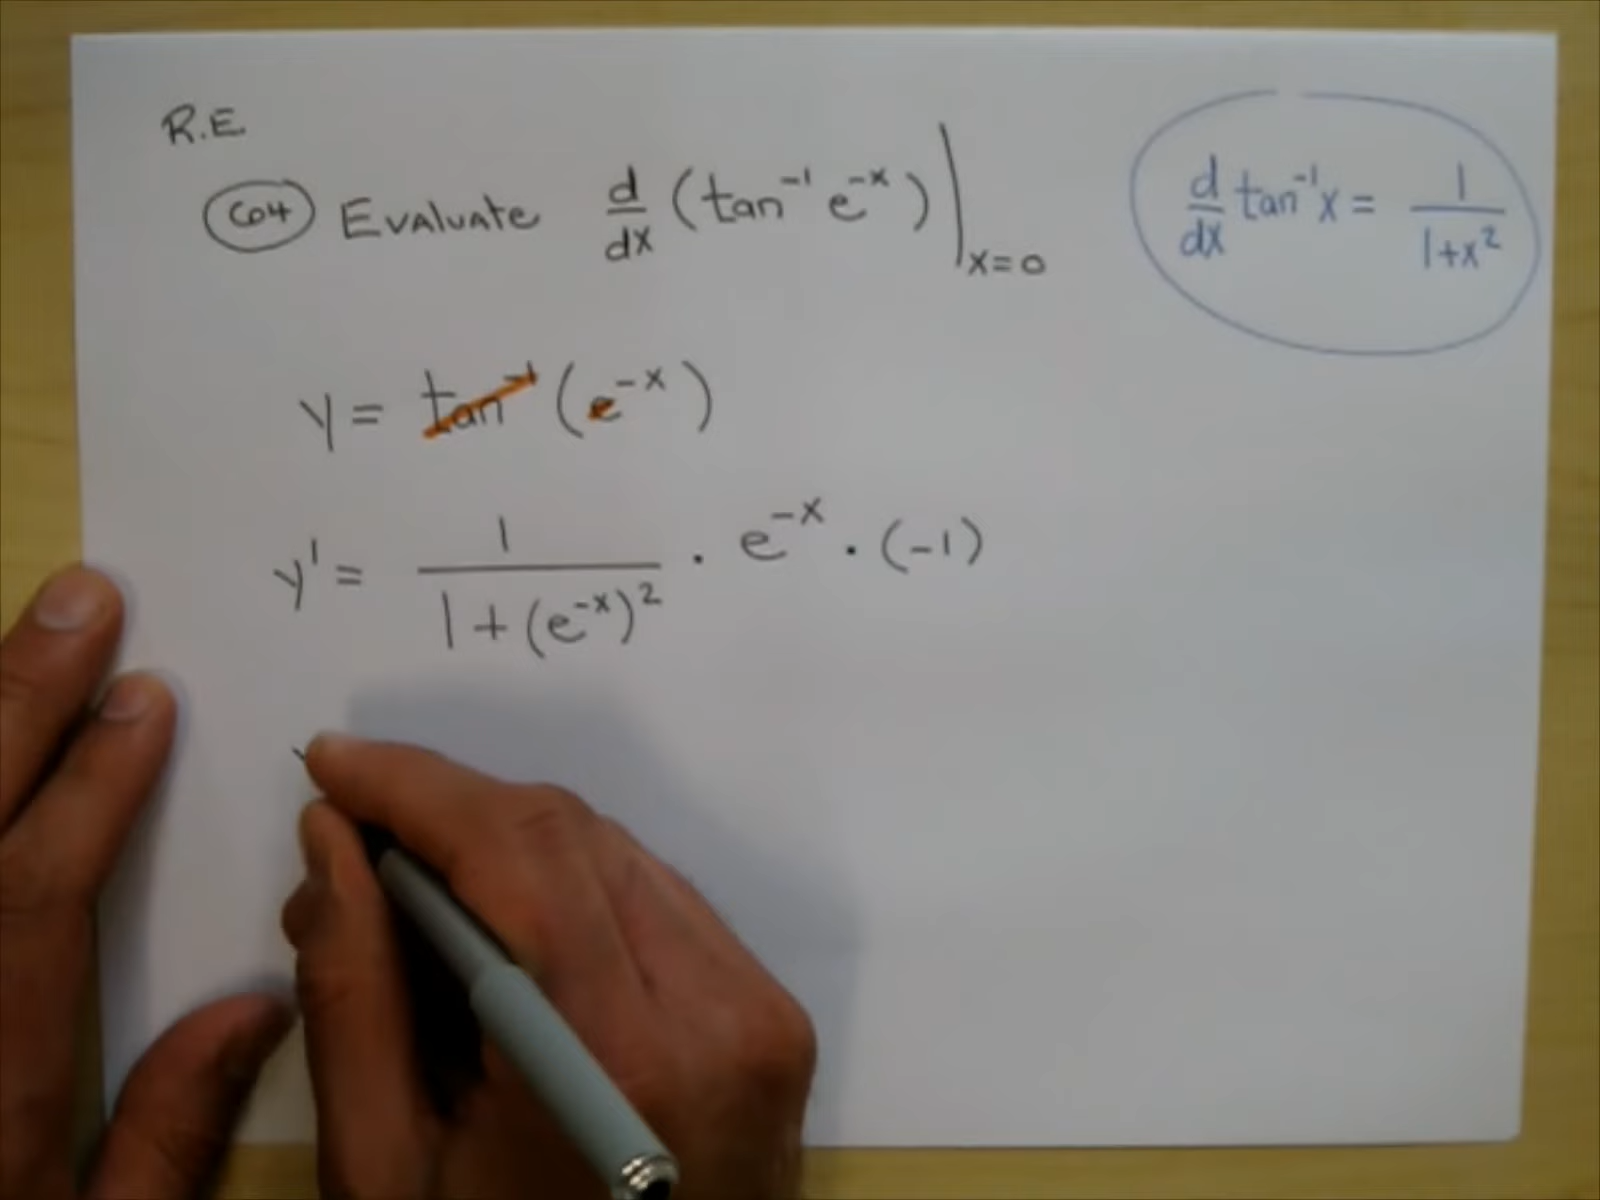 R.E.
C04 Evaluate d/dx (tan⁻¹ e⁻ˣ) |ₓ₌₀
d/dx tan⁻¹x = 1/(1+x²)
y = tan⁻¹ (e⁻ˣ)
y' = 1/(1+(e⁻ˣ)²) · e⁻ˣ · (-1)